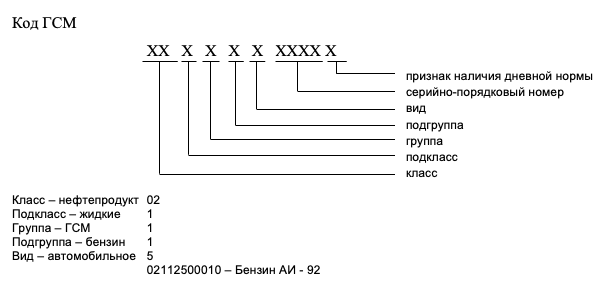 Код ГСМ
XX X X X X XXXX X
признак наличия дневной нормы
серийно-порядковый номер
вид
подгруппа
группа
подкласс
класс
Класс – нефтепродукт 02
Подкласс – жидкие 1
Группа – ГСМ 1
Подгруппа – бензин 1
Вид – автомобильное 5
02112500010 – Бензин АИ - 92